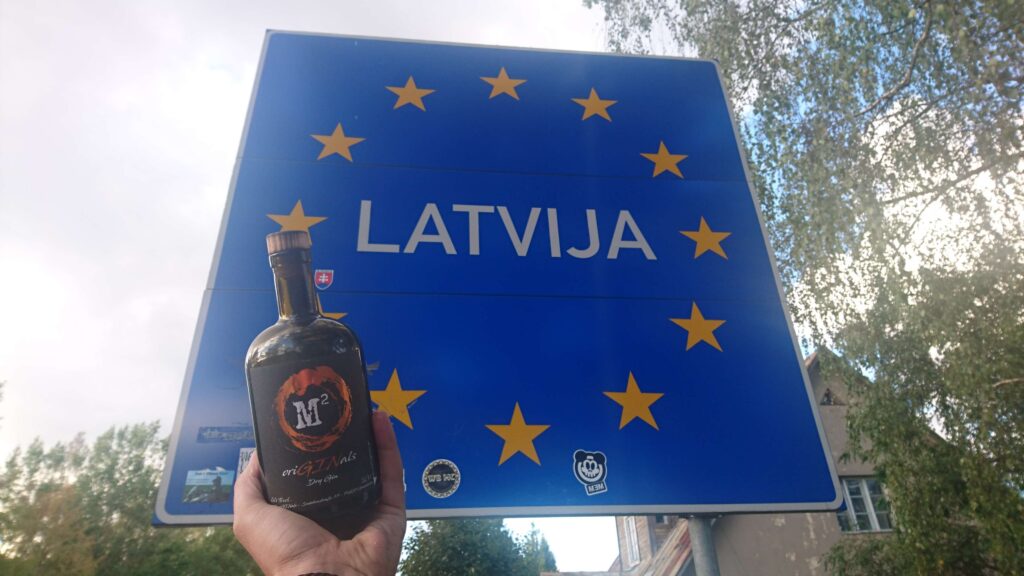 LATVIJA
M²
oriGINals
Dry Gin